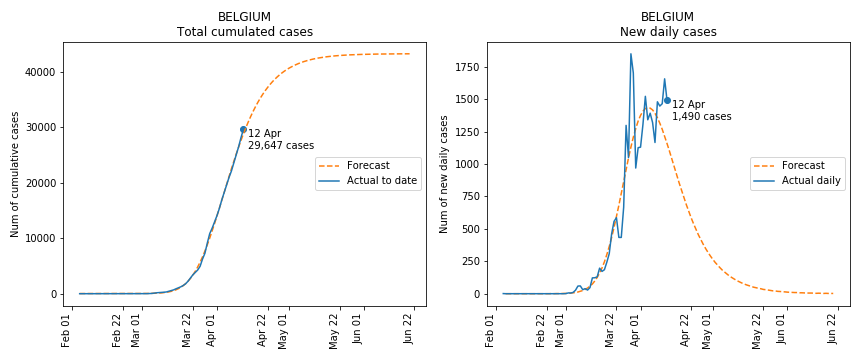 BELGIUM
Total cumulated cases
Num of cumulative cases
40000
30000
20000
10000
0
12 Apr
29,647 cases
Forecast
Actual to date
Feb 01
Feb 22
Mar 01
Mar 22
Apr 01
Apr 22
May 01
May 22
Jun 01
Jun 22
BELGIUM
New daily cases
Num of new daily cases
1750
1500
1250
1000
750
500
250
0
12 Apr
1,490 cases
Forecast
Actual daily
Feb 01
Feb 22
Mar 01
Mar 22
Apr 01
Apr 22
May 01
May 22
Jun 01
Jun 22